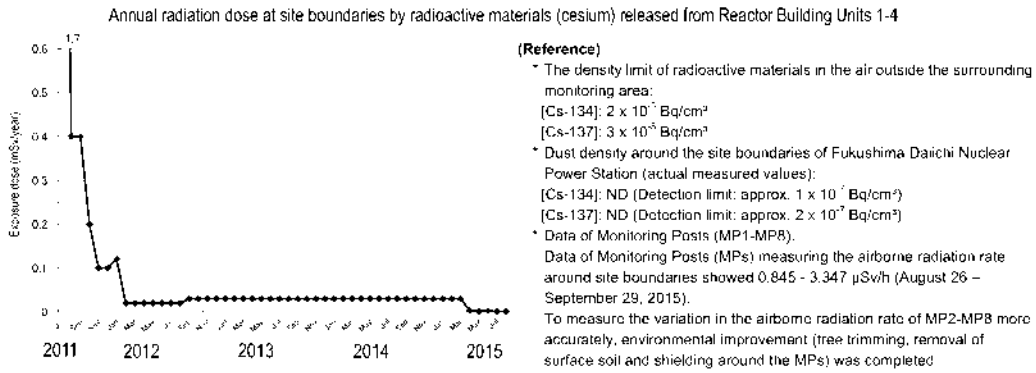 Annual radiation dose at site boundaries by radioactive materials (cesium) released from Reactor Building Units 1-4
1.7
0.6
0.5
0.4
0.3
0.2
0.1
0
Exposure dose (mSv/year)
2011
2012
2013
2014
2015
(Reference)
* The density limit of radioactive materials in the air outside the surrounding
monitoring area:
[Cs-134]: 2 x 10 Bq/cm³
[Cs-137]: 3 x 10 Bq/cm³
* Dust density around the site boundaries of Fukushima Daiichi Nuclear
Power Station (actual measured values):
[Cs-134]: ND (Detection limit: approx. 1 x 10⁻⁷ Bq/cm³)
[Cs-137]: ND (Detection limit: approx. 2 x 10⁻⁷ Bq/cm³)
* Data of Monitoring Posts (MP1-MP8).
Data of Monitoring Posts (MPs) measuring the airborne radiation rate
around site boundaries showed 0.845 - 3.347 μSv/h (August 26 –
September 29, 2015).
To measure the variation in the airborne radiation rate of MP2-MP8 more
accurately, environmental improvement (tree trimming, removal of
surface soil and shielding around the MPs) was completed